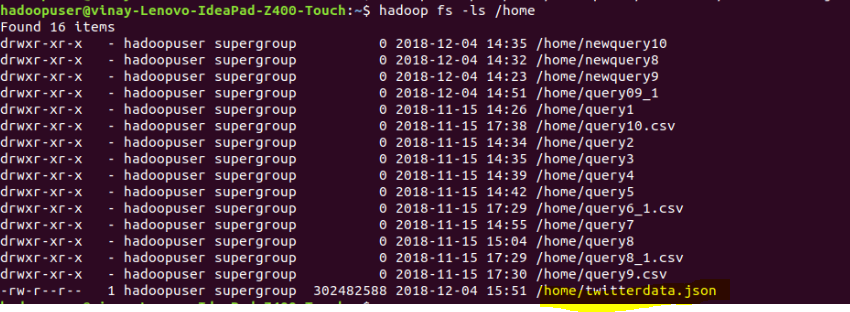 hadoopuser@vinay-Lenovo-IdeaPad-Z400-Touch:~$ hadoop fs -ls /home
Found 16 items
drwxr-xr-x   - hadoopuser supergroup          0 2018-12-04 14:35 /home/newquery10
drwxr-xr-x   - hadoopuser supergroup          0 2018-12-04 14:32 /home/newquery8
drwxr-xr-x   - hadoopuser supergroup          0 2018-12-04 14:23 /home/newquery9
drwxr-xr-x   - hadoopuser supergroup          0 2018-12-04 14:51 /home/query09_1
drwxr-xr-x   - hadoopuser supergroup          0 2018-11-15 14:26 /home/query1
drwxr-xr-x   - hadoopuser supergroup          0 2018-11-15 17:38 /home/query10.csv
drwxr-xr-x   - hadoopuser supergroup          0 2018-11-15 14:34 /home/query2
drwxr-xr-x   - hadoopuser supergroup          0 2018-11-15 14:35 /home/query3
drwxr-xr-x   - hadoopuser supergroup          0 2018-11-15 14:39 /home/query4
drwxr-xr-x   - hadoopuser supergroup          0 2018-11-15 14:42 /home/query5
drwxr-xr-x   - hadoopuser supergroup          0 2018-11-15 17:29 /home/query6_1.csv
drwxr-xr-x   - hadoopuser supergroup          0 2018-11-15 14:55 /home/query7
drwxr-xr-x   - hadoopuser supergroup          0 2018-11-15 15:04 /home/query8
drwxr-xr-x   - hadoopuser supergroup          0 2018-11-15 17:29 /home/query8_1.csv
drwxr-xr-x   - hadoopuser supergroup          0 2018-11-15 17:30 /home/query9.csv
-rw-r--r--   1 hadoopuser supergroup  302482588 2018-12-04 15:51 /home/twitterdata.json